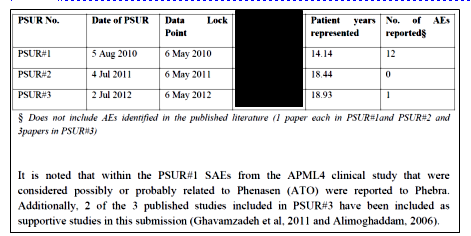 PSUR No. Date of PSUR Data Lock Point Patient years represented No. of AEs reported§
PSUR#1 5 Aug 2010 6 May 2010 14.14 12
PSUR#2 4 Jul 2011 6 May 2011 18.44 0
PSUR#3 2 Jul 2012 6 May 2012 18.93 1
§ Does not include AEs identified in the published literature (1 paper each in PSUR#1and PSUR#2 and
3papers in PSUR#3)
It is noted that within the PSUR#1 SAEs from the APML4 clinical study that were
considered possibly or probably related to Phenasen (ATO) were reported to Phebra.
Additionally, 2 of the 3 published studies included in PSUR#3 have been included as
supportive studies in this submission (Ghavamzadeh et al, 2011 and Alimoghaddam, 2006).